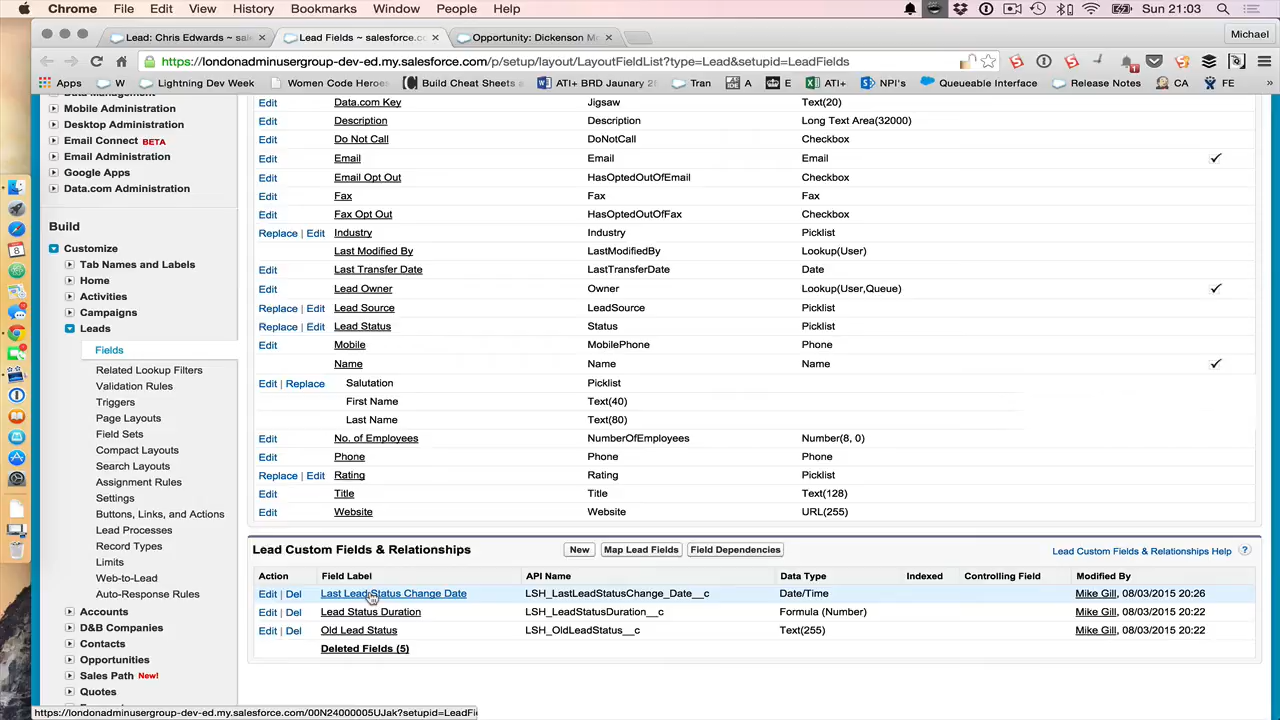 Chrome File Edit View History Bookmarks Window People Help Sun 21:03
Lead: Chris Edwards ~ sale × Lead Fields ~ salesforce.c × Opportunity: Dickenson M × Michael
https://londonadminusergroup-dev-ed.my.salesforce.com/p/setup/layout/LayoutFieldList?type=Lead&setupid=LeadFields
Apps W Lightning Dev Week Women Code Heroes Build Cheat Sheets f ATI+ BRD Jaunary 2 Tran A E ATI+ NPI's Queueable Interface Release Notes CA FE »
Mobile Administration
Desktop Administration
Email Connect BETA
Email Administration
Google Apps
Data.com Administration
Build
Customize
Tab Names and Labels
Home
Activities
Campaigns
Leads
Fields
Related Lookup Filters
Validation Rules
Triggers
Page Layouts
Field Sets
Compact Layouts
Search Layouts
Assignment Rules
Settings
Buttons, Links, and Actions
Lead Processes
Record Types
Limits
Web-to-Lead
Auto-Response Rules
Accounts
D&B Companies
Contacts
Opportunities
Sales Path New!
Quotes
Edit Data.com Key Jigsaw Text(20)
Edit Description Description Long Text Area(32000)
Edit Do Not Call DoNotCall Checkbox
Edit Email Email Email ✓
Edit Email Opt Out HasOptedOutOfEmail Checkbox
Edit Fax Fax Fax
Edit Fax Opt Out HasOptedOutOfFax Checkbox
Replace | Edit Industry Industry Picklist
Last Modified By LastModifiedBy Lookup(User)
Edit Last Transfer Date LastTransferDate Date
Edit Lead Owner Owner Lookup(User,Queue) ✓
Replace | Edit Lead Source LeadSource Picklist
Replace | Edit Lead Status Status Picklist
Edit Mobile MobilePhone Phone
Name Name Name ✓
Edit | Replace Salutation Picklist
First Name Text(40)
Last Name Text(80)
Edit No. of Employees NumberOfEmployees Number(8, 0)
Edit Phone Phone Phone
Replace | Edit Rating Rating Picklist
Edit Title Title Text(128)
Edit Website Website URL(255)
Lead Custom Fields & Relationships New Map Lead Fields Field Dependencies Lead Custom Fields & Relationships Help ?
Action Field Label API Name Data Type Indexed Controlling Field Modified By
Edit | Del Last Lead Status Change Date LSH_LastLeadStatusChange_Date__c Date/Time Mike Gill, 08/03/2015 20:26
Edit | Del Lead Status Duration LSH_LeadStatusDuration__c Formula (Number) Mike Gill, 08/03/2015 20:22
Edit | Del Old Lead Status LSH_OldLeadStatus__c Text(255) Mike Gill, 08/03/2015 20:22
Deleted Fields (5)
https://londonadminusergroup-dev-ed.my.salesforce.com/00N24000005UJak?setupid=LeadFi